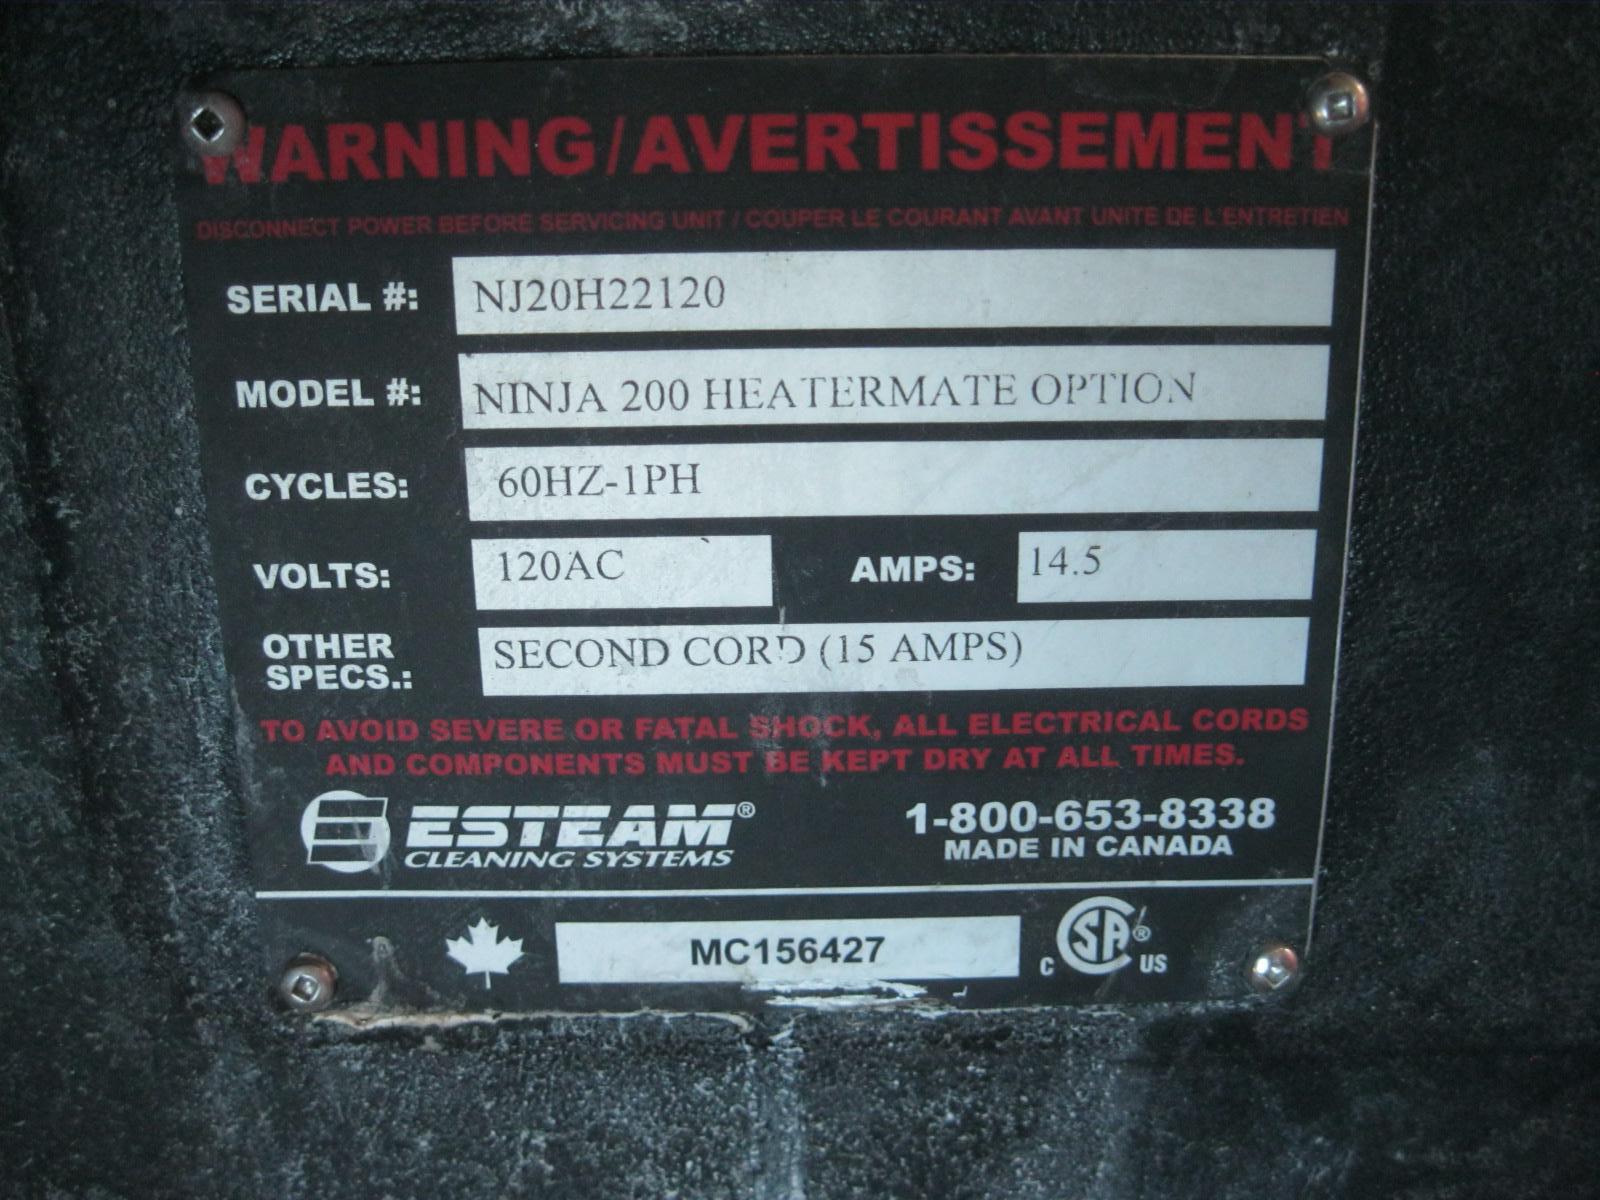 WARNING/AVERTISSEMENT
DISCONNECT POWER BEFORE SERVICING UNIT / COUPER LE COURANT AVANT UNITE DE L'ENTRETIEN
SERIAL #: NJ20H22120
MODEL #: NINJA 200 HEATERMATE OPTION
CYCLES: 60HZ-1PH
VOLTS: 120AC AMPS: 14.5
OTHER SPECS.: SECOND CORD (15 AMPS)
TO AVOID SEVERE OR FATAL SHOCK, ALL ELECTRICAL CORDS
AND COMPONENTS MUST BE KEPT DRY AT ALL TIMES.
ESTEAM®
CLEANING SYSTEMS
1-800-653-8338
MADE IN CANADA
MC156427
C SA® US